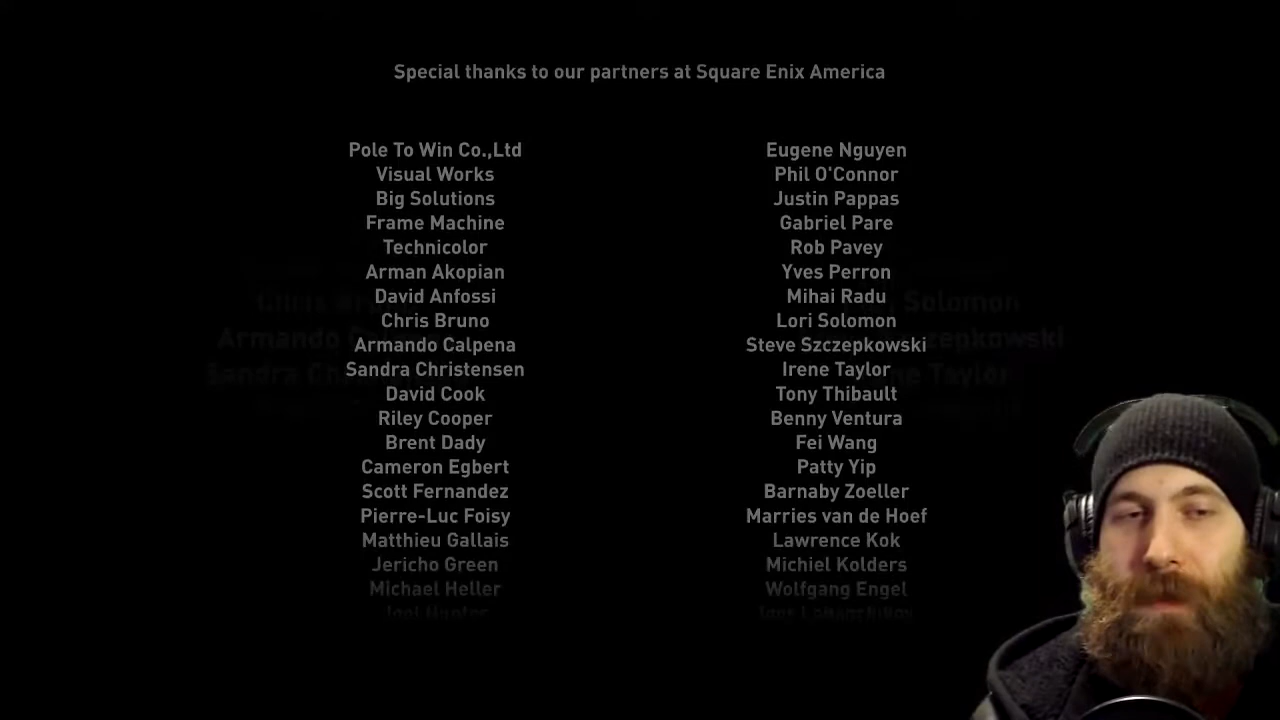 Special thanks to our partners at Square Enix America
Pole To Win Co.,Ltd
Visual Works
Big Solutions
Frame Machine
Technicolor
Arman Akopian
David Anfossi
Chris Bruno
Armando Calpena
Sandra Christensen
David Cook
Riley Cooper
Brent Dady
Cameron Egbert
Scott Fernandez
Pierre-Luc Foisy
Matthieu Gallais
Jericho Green
Michael Heller
Joel Hunter
Eugene Nguyen
Phil O'Connor
Justin Pappas
Gabriel Pare
Rob Pavey
Yves Perron
Mihai Radu
Lori Solomon
Steve Szczepkowski
Irene Taylor
Tony Thibault
Benny Ventura
Fei Wang
Patty Yip
Barnaby Zoeller
Marries van de Hoef
Lawrence Kok
Michiel Kolders
Wolfgang Engel